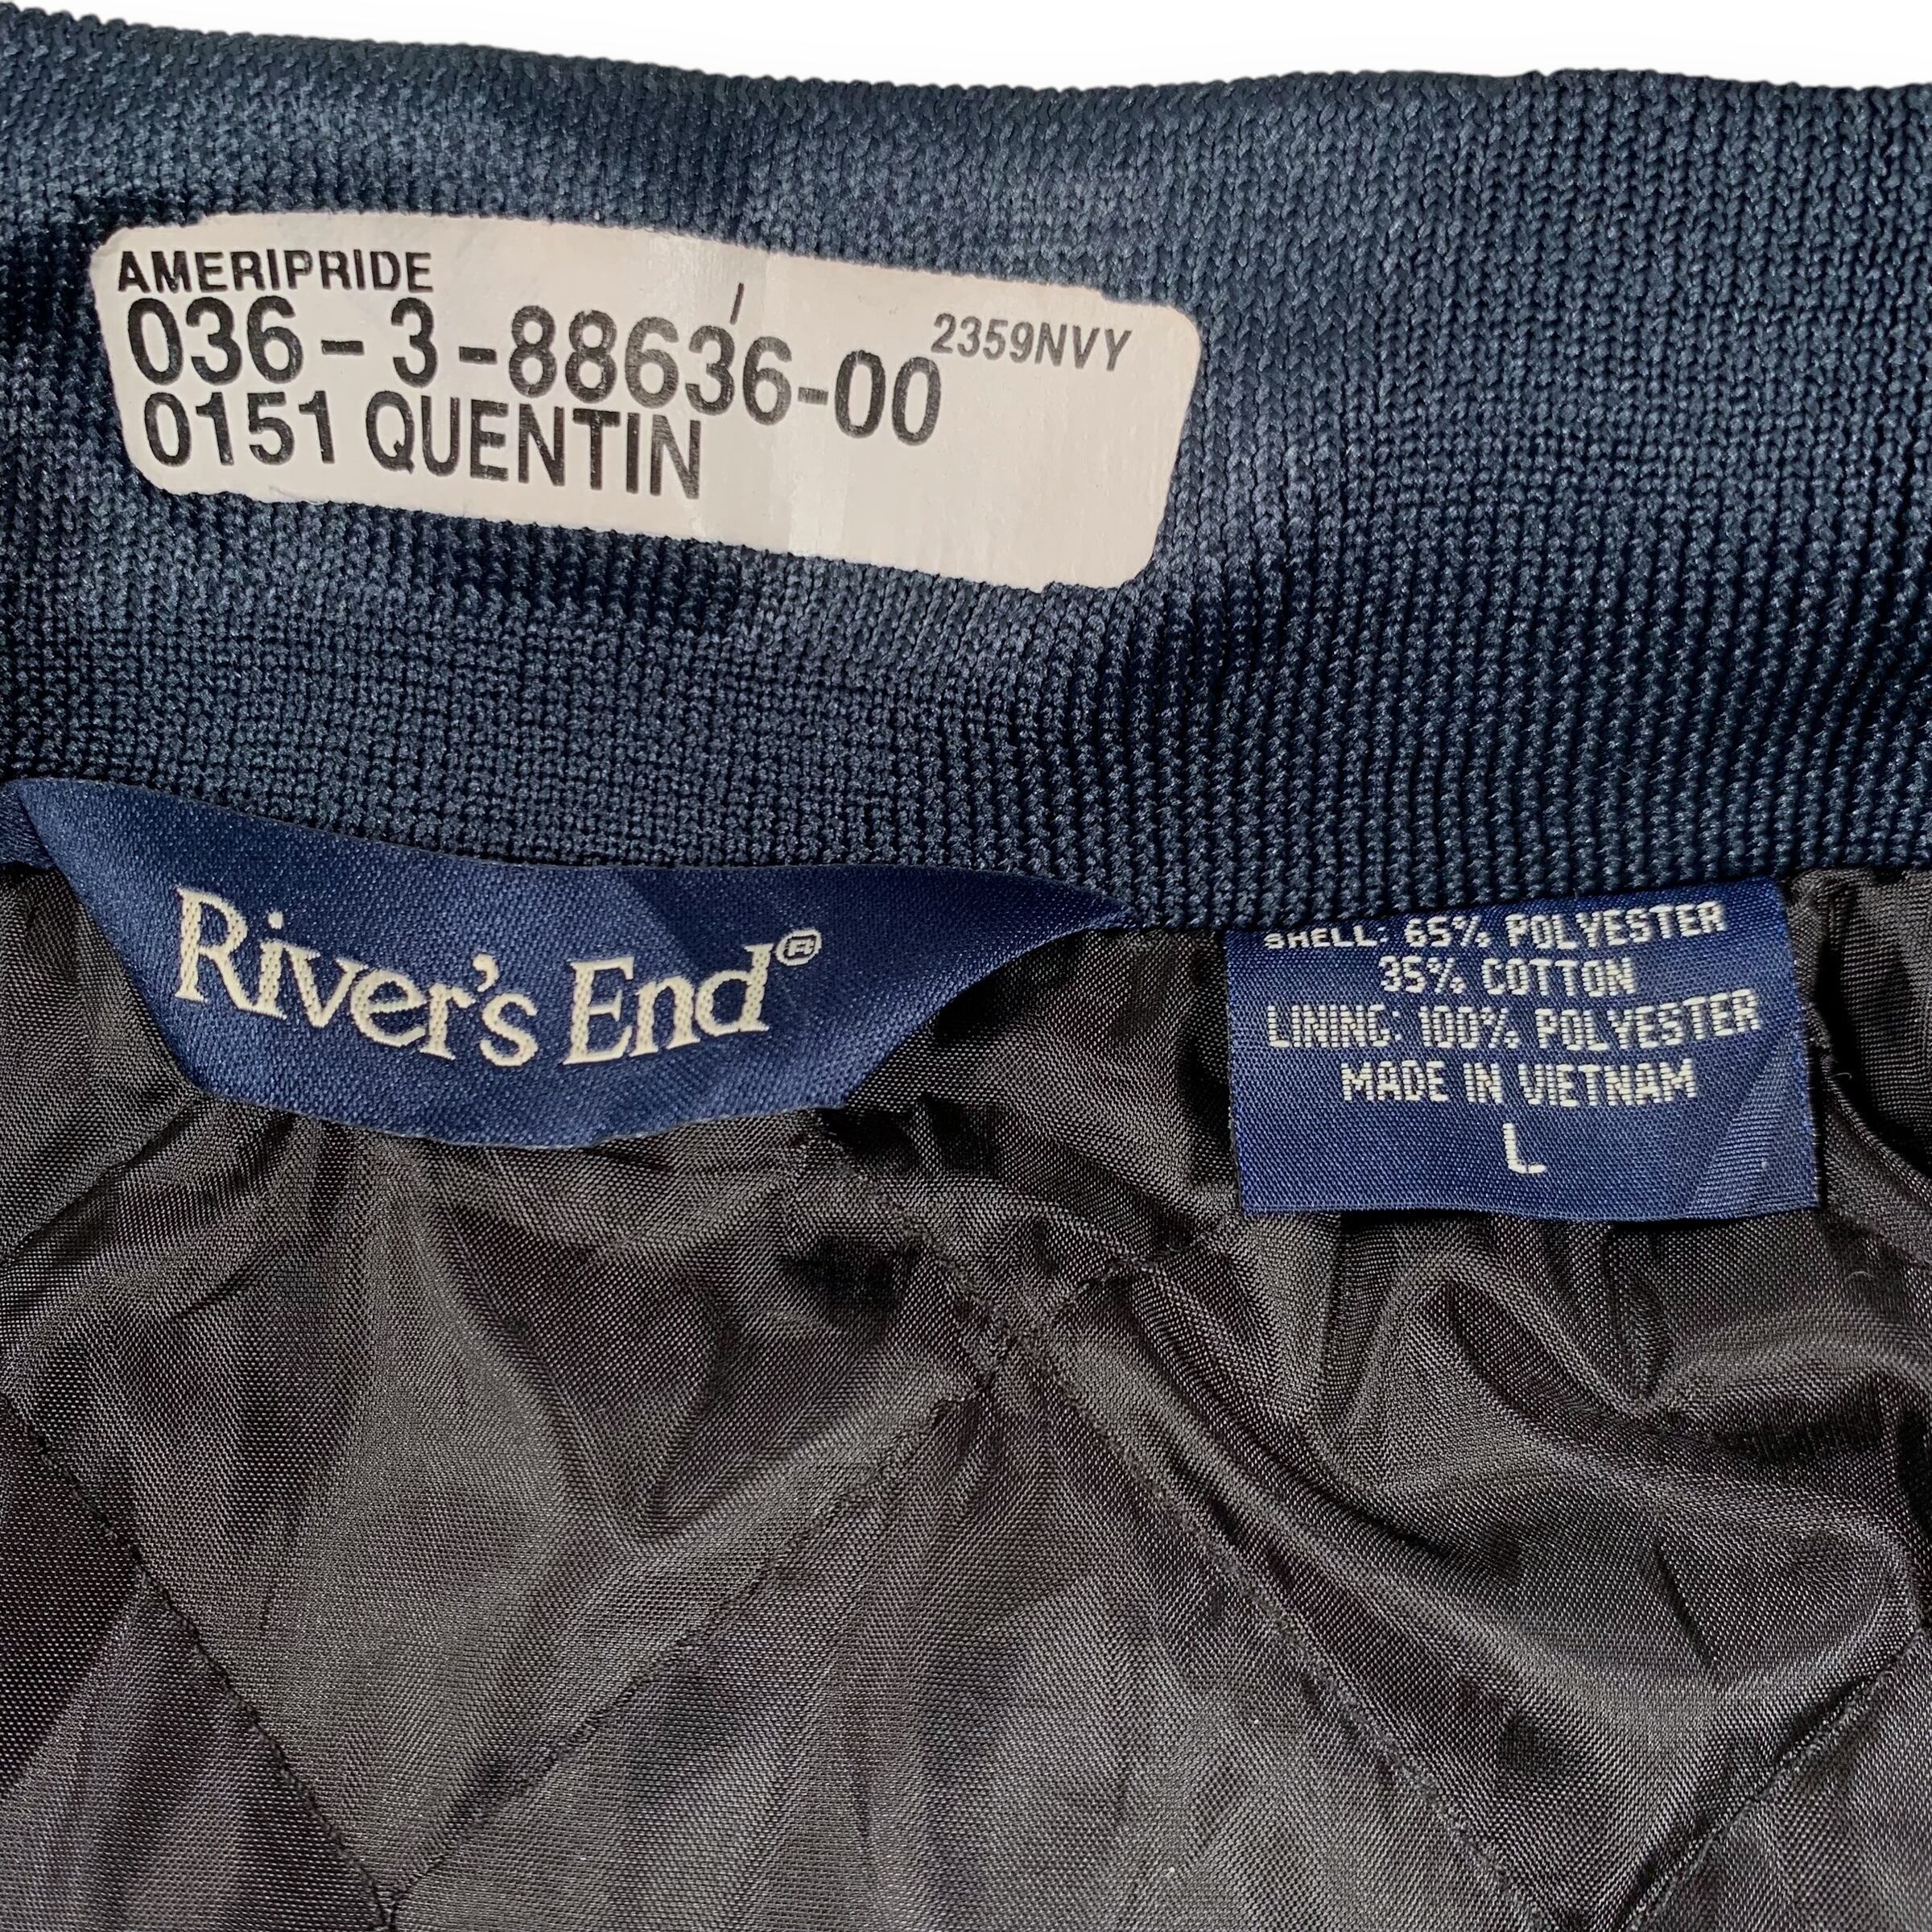 AMERIPRIDE
036-3-88636-00 2359NVY
0151 QUENTIN
River's End®
SHELL: 65% POLYESTER
35% COTTON
LINING: 100% POLYESTER
MADE IN VIETNAM
L